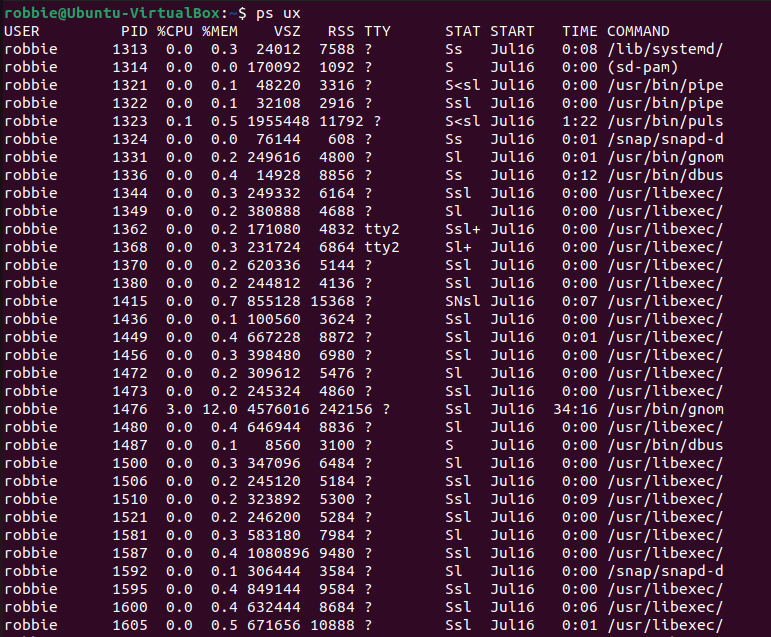 robbie@Ubuntu-VirtualBox:~$ ps ux
USER         PID %CPU %MEM    VSZ   RSS TTY      STAT START   TIME COMMAND
robbie      1313  0.0  0.3  24012  7588 ?        Ss   Jul16   0:08 /lib/systemd/
robbie      1314  0.0  0.0 170092  1092 ?        S    Jul16   0:00 (sd-pam)
robbie      1321  0.0  0.1  48220  3316 ?        S<sl Jul16   0:00 /usr/bin/pipe
robbie      1322  0.0  0.1  32108  2916 ?        Ssl  Jul16   0:00 /usr/bin/pipe
robbie      1323  0.1  0.5 1955448 11792 ?       S<sl Jul16   1:22 /usr/bin/puls
robbie      1324  0.0  0.0  76144   608 ?        Ss   Jul16   0:01 /snap/snapd-d
robbie      1331  0.0  0.2 249616  4800 ?        Sl   Jul16   0:01 /usr/bin/gnom
robbie      1336  0.0  0.4  14928  8856 ?        Ss   Jul16   0:12 /usr/bin/dbus
robbie      1344  0.0  0.3 249332  6164 ?        Ssl  Jul16   0:00 /usr/libexec/
robbie      1349  0.0  0.2 380888  4688 ?        Sl   Jul16   0:00 /usr/libexec/
robbie      1362  0.0  0.2 171080  4832 tty2     Ssl+ Jul16   0:00 /usr/libexec/
robbie      1368  0.0  0.3 231724  6864 tty2     Sl+  Jul16   0:00 /usr/libexec/
robbie      1370  0.0  0.2 620336  5144 ?        Ssl  Jul16   0:00 /usr/libexec/
robbie      1380  0.0  0.2 244812  4136 ?        Ssl  Jul16   0:00 /usr/libexec/
robbie      1415  0.0  0.7 855128 15368 ?        SNsl Jul16   0:07 /usr/libexec/
robbie      1436  0.0  0.1 100560  3624 ?        Ssl  Jul16   0:00 /usr/libexec/
robbie      1449  0.0  0.4 667228  8872 ?        Ssl  Jul16   0:01 /usr/libexec/
robbie      1456  0.0  0.3 398480  6980 ?        Ssl  Jul16   0:00 /usr/libexec/
robbie      1472  0.0  0.2 309612  5476 ?        Sl   Jul16   0:00 /usr/libexec/
robbie      1473  0.0  0.2 245324  4860 ?        Ssl  Jul16   0:00 /usr/libexec/
robbie      1476  3.0 12.0 4576016 242156 ?      Ssl  Jul16  34:16 /usr/bin/gnom
robbie      1480  0.0  0.4 646944  8836 ?        Sl   Jul16   0:00 /usr/libexec/
robbie      1487  0.0  0.1   8560  3100 ?        S    Jul16   0:00 /usr/bin/dbus
robbie      1500  0.0  0.3 347096  6484 ?        Sl   Jul16   0:00 /usr/libexec/
robbie      1506  0.0  0.2 245120  5184 ?        Ssl  Jul16   0:00 /usr/libexec/
robbie      1510  0.0  0.2 323892  5300 ?        Ssl  Jul16   0:09 /usr/libexec/
robbie      1521  0.0  0.2 246200  5284 ?        Ssl  Jul16   0:00 /usr/libexec/
robbie      1581  0.0  0.3 583180  7984 ?        Sl   Jul16   0:00 /usr/libexec/
robbie      1587  0.0  0.4 1080896 9480 ?        Ssl  Jul16   0:00 /usr/libexec/
robbie      1592  0.0  0.1 306444  3584 ?        Sl   Jul16   0:00 /snap/snapd-d
robbie      1595  0.0  0.4 849144  9584 ?        Ssl  Jul16   0:00 /usr/libexec/
robbie      1600  0.0  0.4 632444  8684 ?        Ssl  Jul16   0:06 /usr/libexec/
robbie      1605  0.0  0.5 671656 10888 ?        Ssl  Jul16   0:01 /usr/libexec/